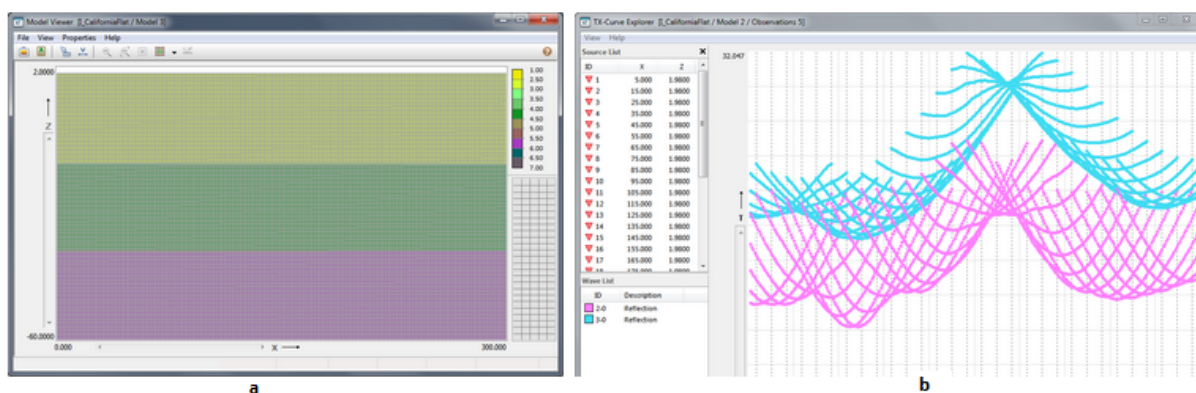 Model Viewer [J_CaliforniaFlat / Model 3]
File View Properties Help
2.0000
Z
-60.0000
0.000
X
300.000
1.00
2.50
3.00
3.50
4.00
4.50
5.00
5.50
6.00
6.50
7.00
a
TX-Curve Explorer [J_CaliforniaFlat / Model 2 / Observations 5]
View Help
Source List
ID X Z
1 5.000 1.9800
2 15.000 1.9800
3 25.000 1.9800
4 35.000 1.9800
5 45.000 1.9800
6 55.000 1.9800
7 65.000 1.9800
8 75.000 1.9800
9 85.000 1.9800
10 95.000 1.9800
11 105.000 1.9800
12 115.000 1.9800
13 125.000 1.9800
14 135.000 1.9800
15 145.000 1.9800
16 155.000 1.9800
17 165.000 1.9800
18 175.000 1.9800
Wave List
ID Description
2-0 Reflection
3-0 Reflection
32.047
T
b